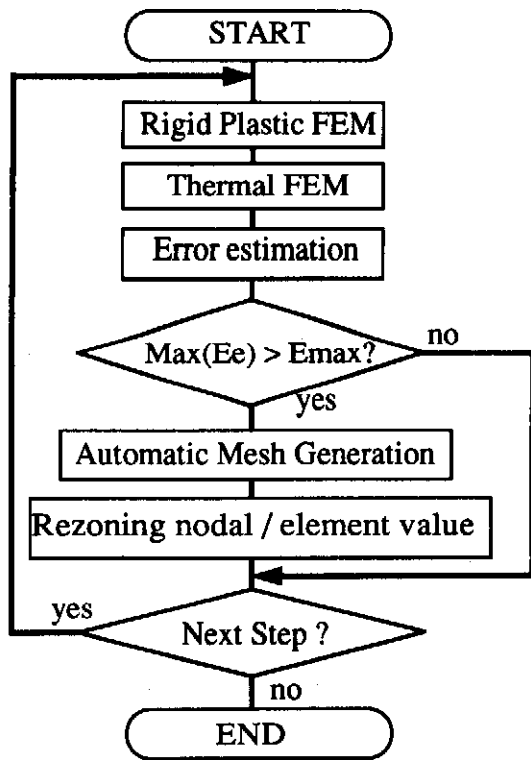 START
Rigid Plastic FEM
Thermal FEM
Error estimation
Max(Ee) > Emax?
no
yes
Automatic Mesh Generation
Rezoning nodal / element value
yes
Next Step ?
no
END